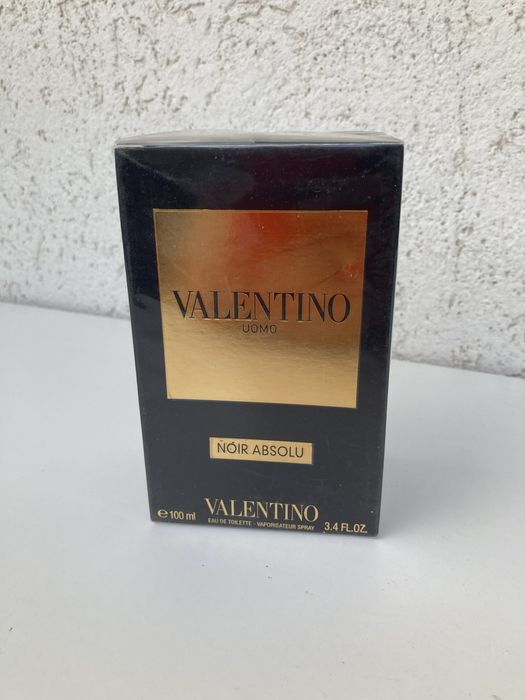 VALENTINO
UOMO
NOIR ABSOLU
VALENTINO
e 100 ml EAU DE TOILETTE - VAPORISATEUR SPRAY 3.4 FL.OZ.